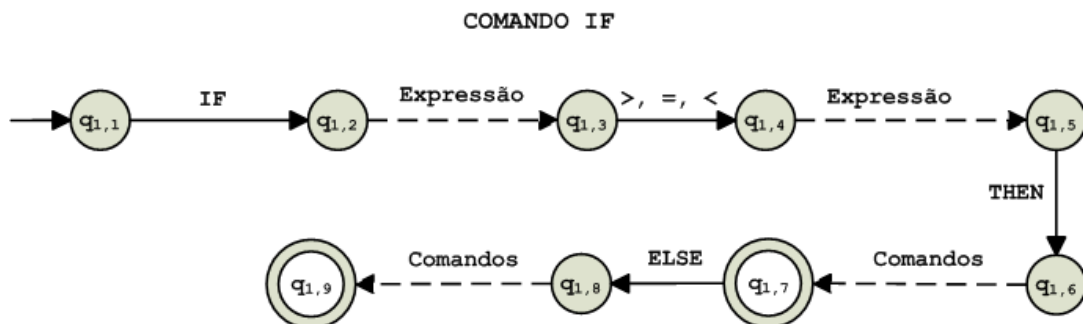 COMANDO IF
IF Expressão >, =, < Expressão
q1,1 q1,2 q1,3 q1,4 q1,5
THEN
Comandos ELSE Comandos
q1,9 q1,8 q1,7 q1,6